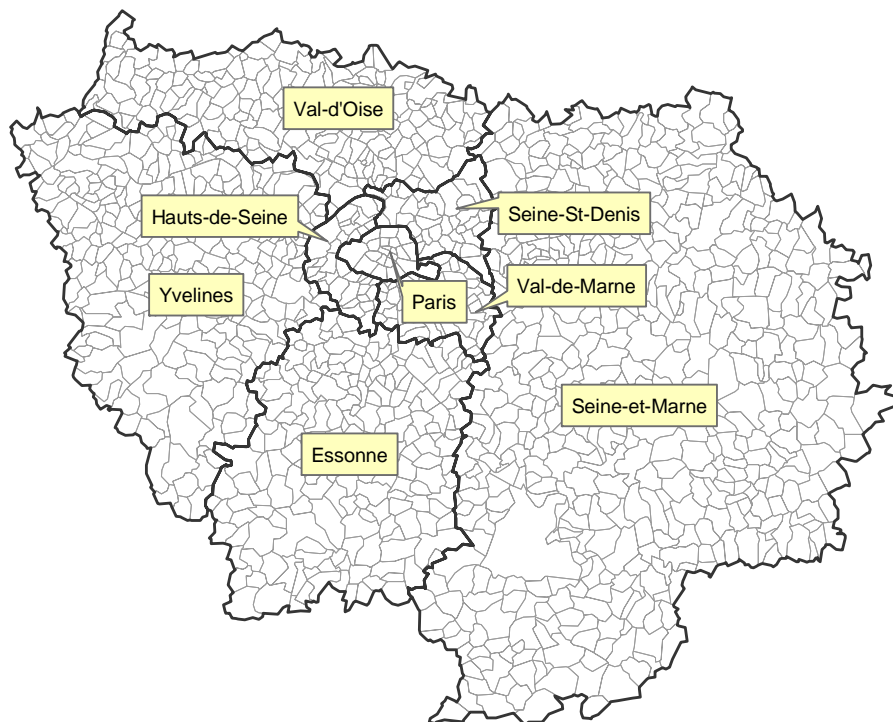 Val-d'Oise
Hauts-de-Seine
Seine-St-Denis
Yvelines
Paris
Val-de-Marne
Seine-et-Marne
Essonne